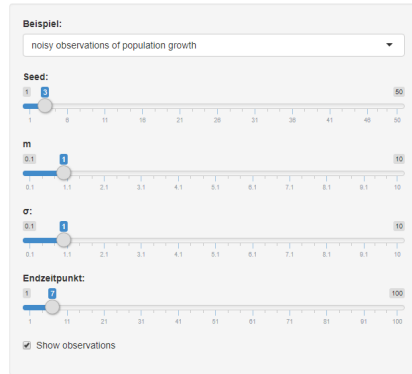 Beispiel:
noisy observations of population growth
Seed:
1 3 50
1 6 11 16 21 26 31 36 41 46 50
m
0.1 1 10
0.1 1.1 2.1 3.1 4.1 5.1 6.1 7.1 8.1 9.1 10
σ:
0.1 1 10
0.1 1.1 2.1 3.1 4.1 5.1 6.1 7.1 8.1 9.1 10
Endzeitpunkt:
1 7 100
1 11 21 31 41 51 61 71 81 91 100
Show observations